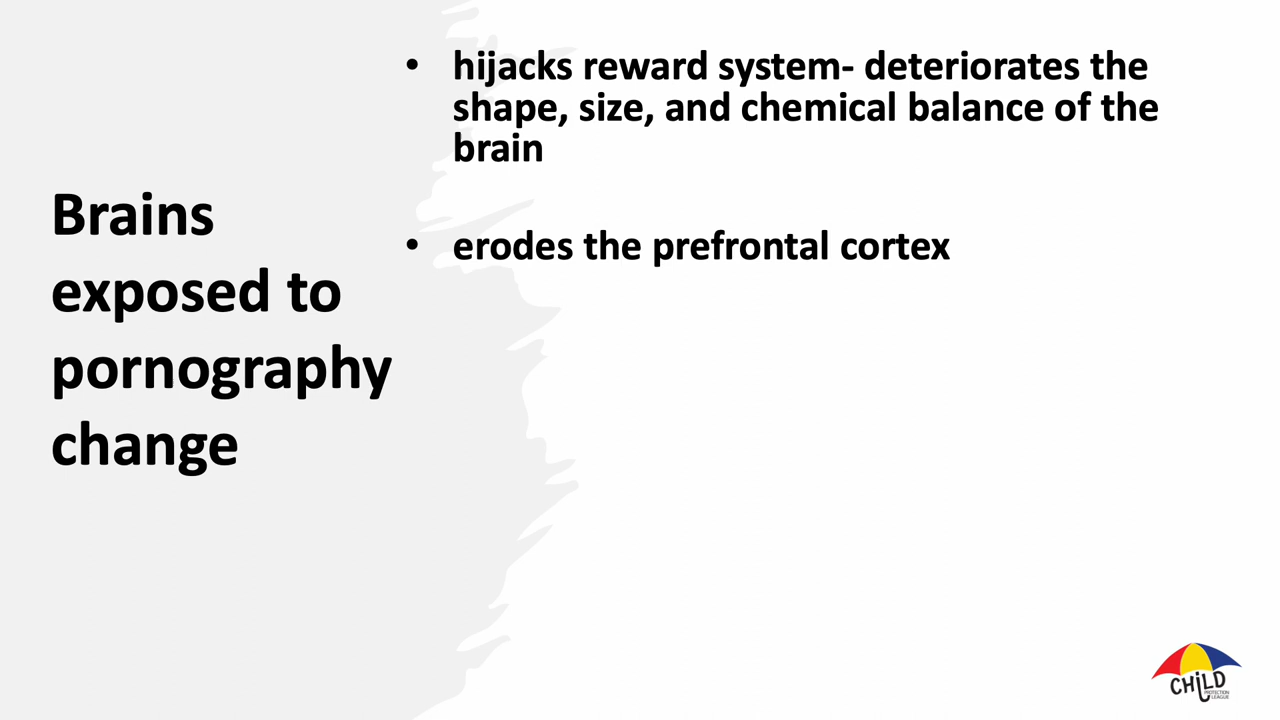 Brains
exposed to
pornography
change
• hijacks reward system- deteriorates the
shape, size, and chemical balance of the
brain
• erodes the prefrontal cortex
CHiLD
PROTECTION
LEAGUE